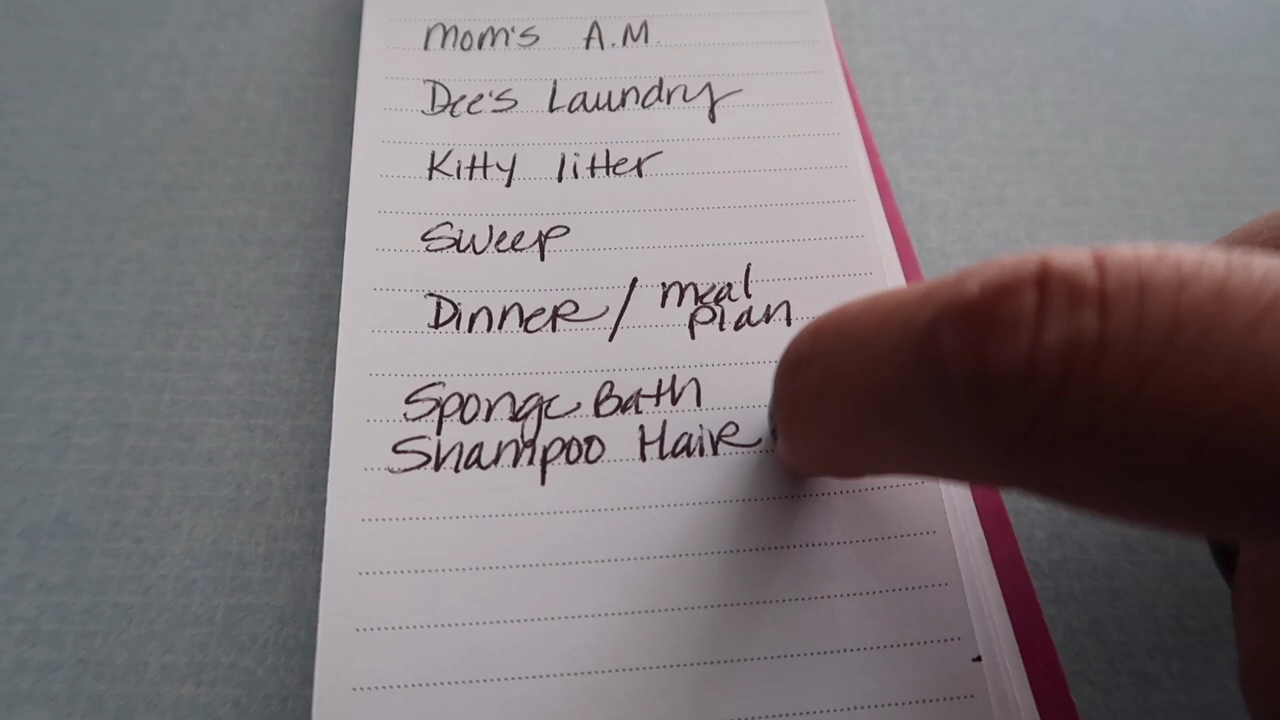 Mom's A.M.
Dee's Laundry
Kitty litter
Sweep
Dinner / meal
plan
Sponge Bath
Shampoo Hair